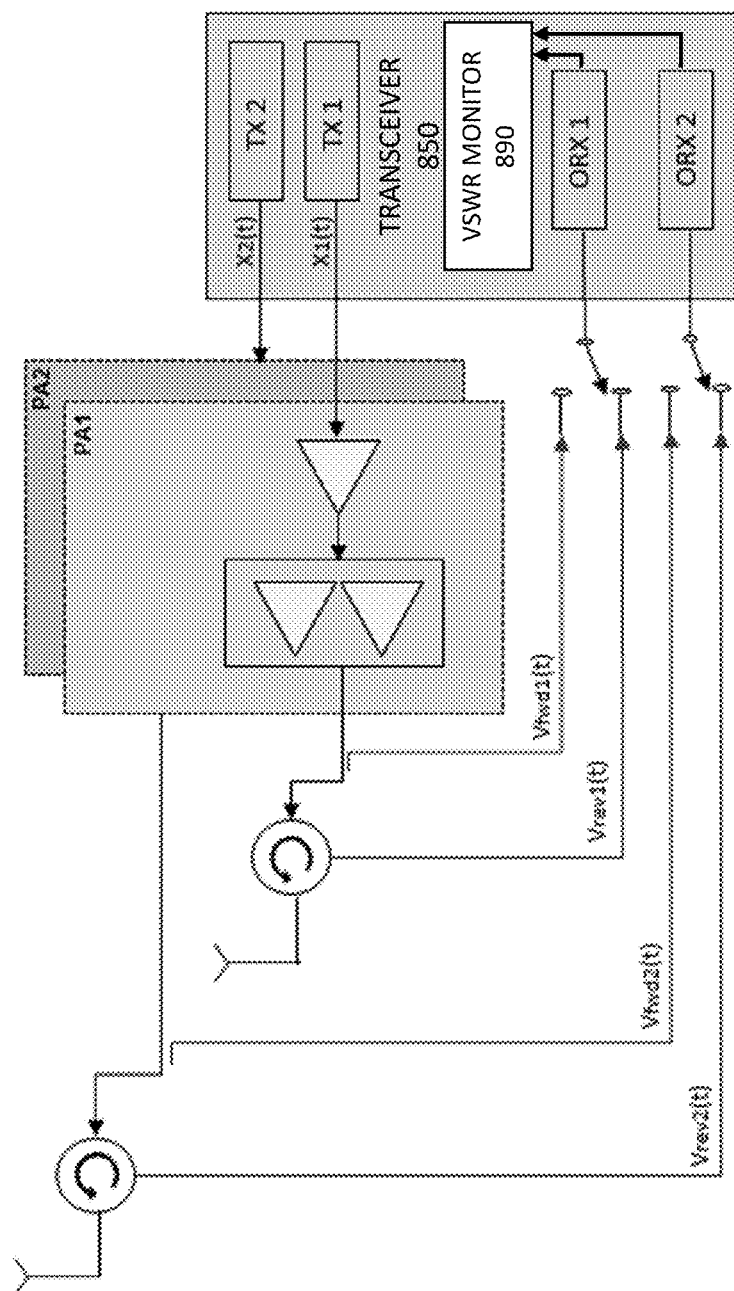 TX 2
TX 1
TRANSCEIVER
850
VSWR MONITOR
890
ORX 1
ORX 2
X2(t)
X1(t)
PA2
PA1
Vfwd1(t)
Vrev1(t)
Vfwd2(t)
Vrev2(t)